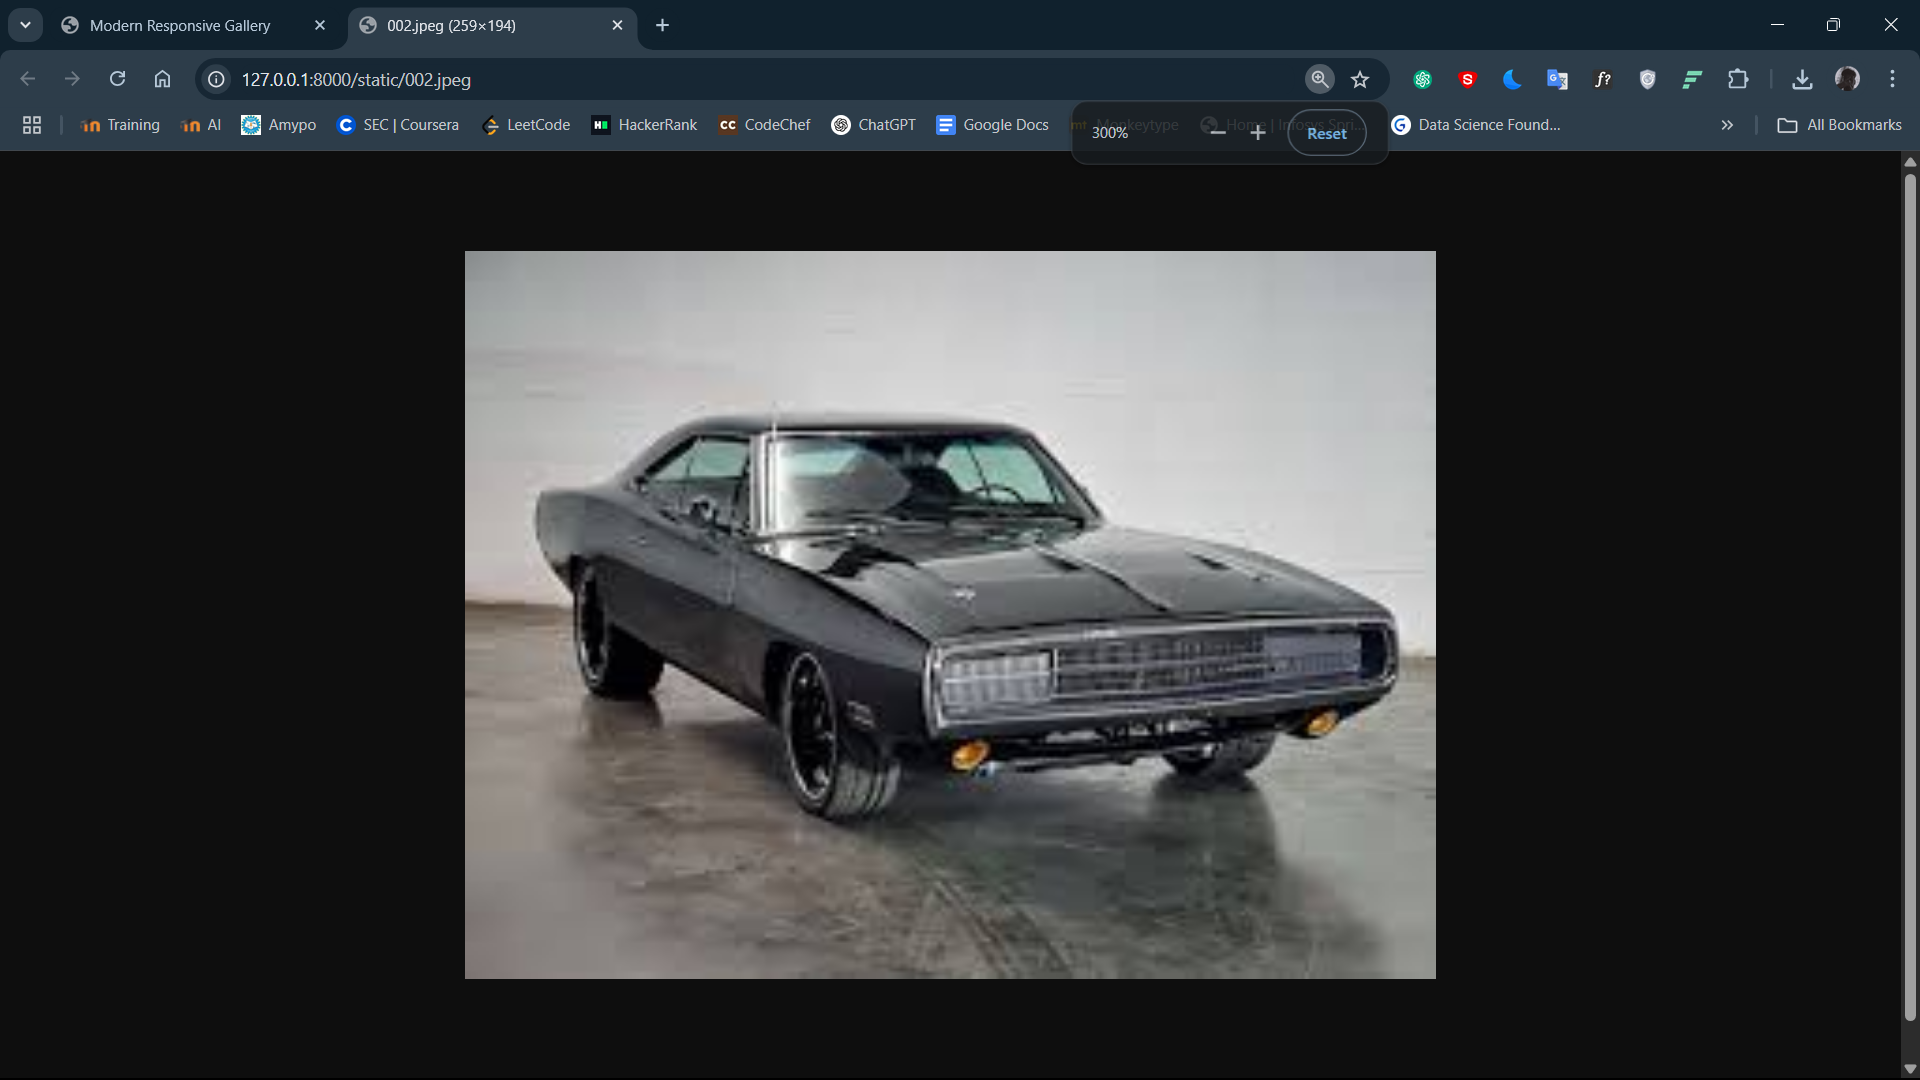 Modern Responsive Gallery
002.jpeg (259×194)
127.0.0.1:8000/static/002.jpeg
Training
AI
Amypo
SEC | Coursera
LeetCode
HackerRank
CodeChef
ChatGPT
Google Docs
Monkeytype
Home | Infosys Spri...
Data Science Found...
All Bookmarks
300%
Reset